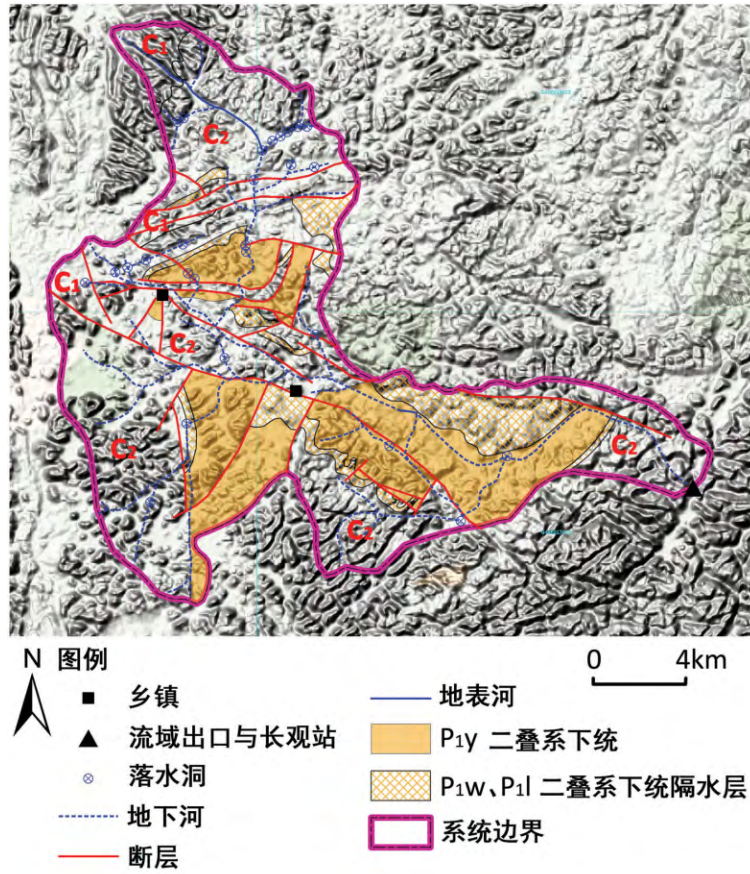 C1
C2
C1
C1
C2
C2
C2
C2
N 图例
0 4km
乡镇
流域出口与长观站
落水洞
地下河
断层
地表河
P1y 二叠系下统
P1w、P1l 二叠系下统隔水层
系统边界